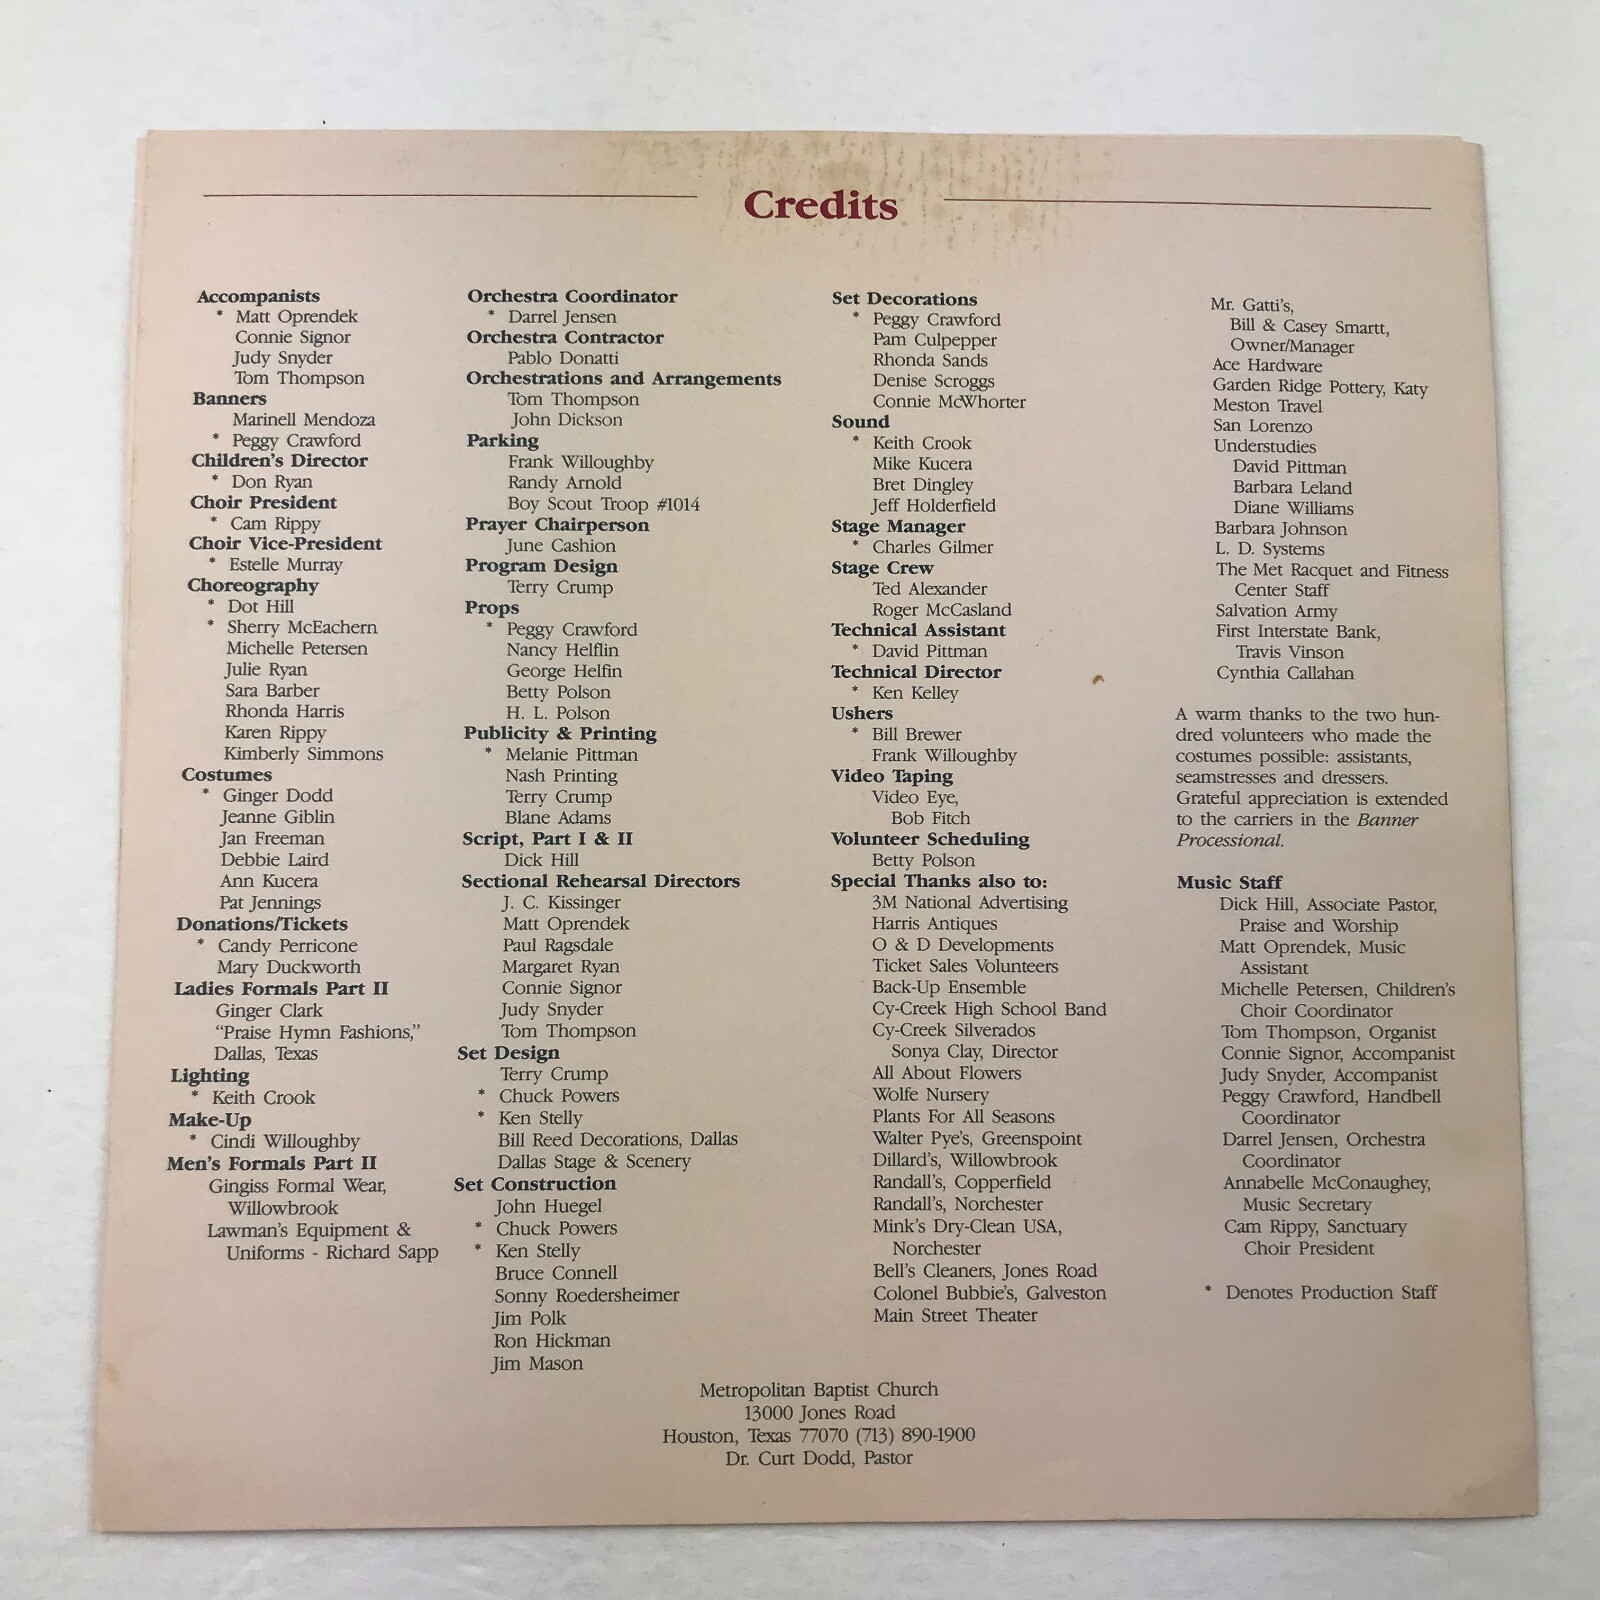 Credits
Accompanists
* Matt Oprendek
Connie Signor
Judy Snyder
Tom Thompson
Banners
Marinell Mendoza
* Peggy Crawford
Children's Director
* Don Ryan
Choir President
* Cam Rippy
Choir Vice-President
* Estelle Murray
Choreography
* Dot Hill
* Sherry McEachern
Michelle Petersen
Julie Ryan
Sara Barber
Rhonda Harris
Karen Rippy
Kimberly Simmons
Costumes
* Ginger Dodd
Jeanne Giblin
Jan Freeman
Debbie Laird
Ann Kucera
Pat Jennings
Donations/Tickets
* Candy Perricone
Mary Duckworth
Ladies Formals Part II
Ginger Clark
"Praise Hymn Fashions,"
Dallas, Texas
Lighting
* Keith Crook
Make-Up
* Cindi Willoughby
Men's Formals Part II
Gingiss Formal Wear,
Willowbrook
Lawman's Equipment &
Uniforms - Richard Sapp
Orchestra Coordinator
* Darrel Jensen
Orchestra Contractor
Pablo Donatti
Orchestrations and Arrangements
Tom Thompson
John Dickson
Parking
Frank Willoughby
Randy Arnold
Boy Scout Troop #1014
Prayer Chairperson
June Cashion
Program Design
Terry Crump
Props
* Peggy Crawford
Nancy Helflin
George Helfin
Betty Polson
H. L. Polson
Publicity & Printing
* Melanie Pittman
Nash Printing
Terry Crump
Blane Adams
Script, Part I & II
Dick Hill
Sectional Rehearsal Directors
J. C. Kissinger
Matt Oprendek
Paul Ragsdale
Margaret Ryan
Connie Signor
Judy Snyder
Tom Thompson
Set Design
Terry Crump
* Chuck Powers
* Ken Stelly
Bill Reed Decorations, Dallas
Dallas Stage & Scenery
Set Construction
John Huegel
* Chuck Powers
* Ken Stelly
Bruce Connell
Sonny Roedersheimer
Jim Polk
Ron Hickman
Jim Mason
Set Decorations
* Peggy Crawford
Pam Culpepper
Rhonda Sands
Denise Scroggs
Connie McWhorter
Sound
* Keith Crook
Mike Kucera
Bret Dingley
Jeff Holderfield
Stage Manager
* Charles Gilmer
Stage Crew
Ted Alexander
Roger McCasland
Technical Assistant
* David Pittman
Technical Director
* Ken Kelley
Ushers
* Bill Brewer
Frank Willoughby
Video Taping
Video Eye,
Bob Fitch
Volunteer Scheduling
Betty Polson
Special Thanks also to:
3M National Advertising
Harris Antiques
O & D Developments
Ticket Sales Volunteers
Back-Up Ensemble
Cy-Creek High School Band
Cy-Creek Silverados
Sonya Clay, Director
All About Flowers
Wolfe Nursery
Plants For All Seasons
Walter Pye's, Greenspoint
Dillard's, Willowbrook
Randall's, Copperfield
Randall's, Norchester
Mink's Dry-Clean USA,
Norchester
Bell's Cleaners, Jones Road
Colonel Bubbie's, Galveston
Main Street Theater
Mr. Gatti's,
Bill & Casey Smartt,
Owner/Manager
Ace Hardware
Garden Ridge Pottery, Katy
Meston Travel
San Lorenzo
Understudies
David Pittman
Barbara Leland
Diane Williams
Barbara Johnson
L. D. Systems
The Met Racquet and Fitness
Center Staff
Salvation Army
First Interstate Bank,
Travis Vinson
Cynthia Callahan
A warm thanks to the two hun-
dred volunteers who made the
costumes possible: assistants,
seamstresses and dressers.
Grateful appreciation is extended
to the carriers in the Banner
Processional.
Music Staff
Dick Hill, Associate Pastor,
Praise and Worship
Matt Oprendek, Music
Assistant
Michelle Petersen, Children's
Choir Coordinator
Tom Thompson, Organist
Connie Signor, Accompanist
Judy Snyder, Accompanist
Peggy Crawford, Handbell
Coordinator
Darrel Jensen, Orchestra
Coordinator
Annabelle McConaughey,
Music Secretary
Cam Rippy, Sanctuary
Choir President
* Denotes Production Staff
Metropolitan Baptist Church
13000 Jones Road
Houston, Texas 77070 (713) 890-1900
Dr. Curt Dodd, Pastor